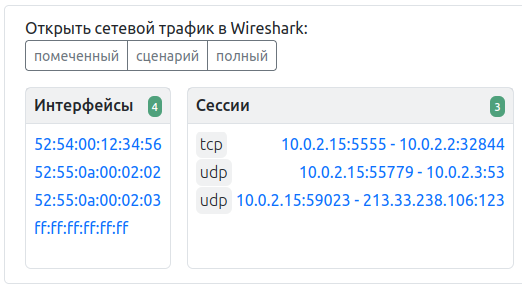 Открыть сетевой трафик в Wireshark:
помеченный сценарий полный
Интерфейсы 4
52:54:00:12:34:56
52:55:0a:00:02:02
52:55:0a:00:02:03
ff:ff:ff:ff:ff:ff
Сессии 3
tcp 10.0.2.15:5555 - 10.0.2.2:32844
udp 10.0.2.15:55779 - 10.0.2.3:53
udp 10.0.2.15:59023 - 213.33.238.106:123